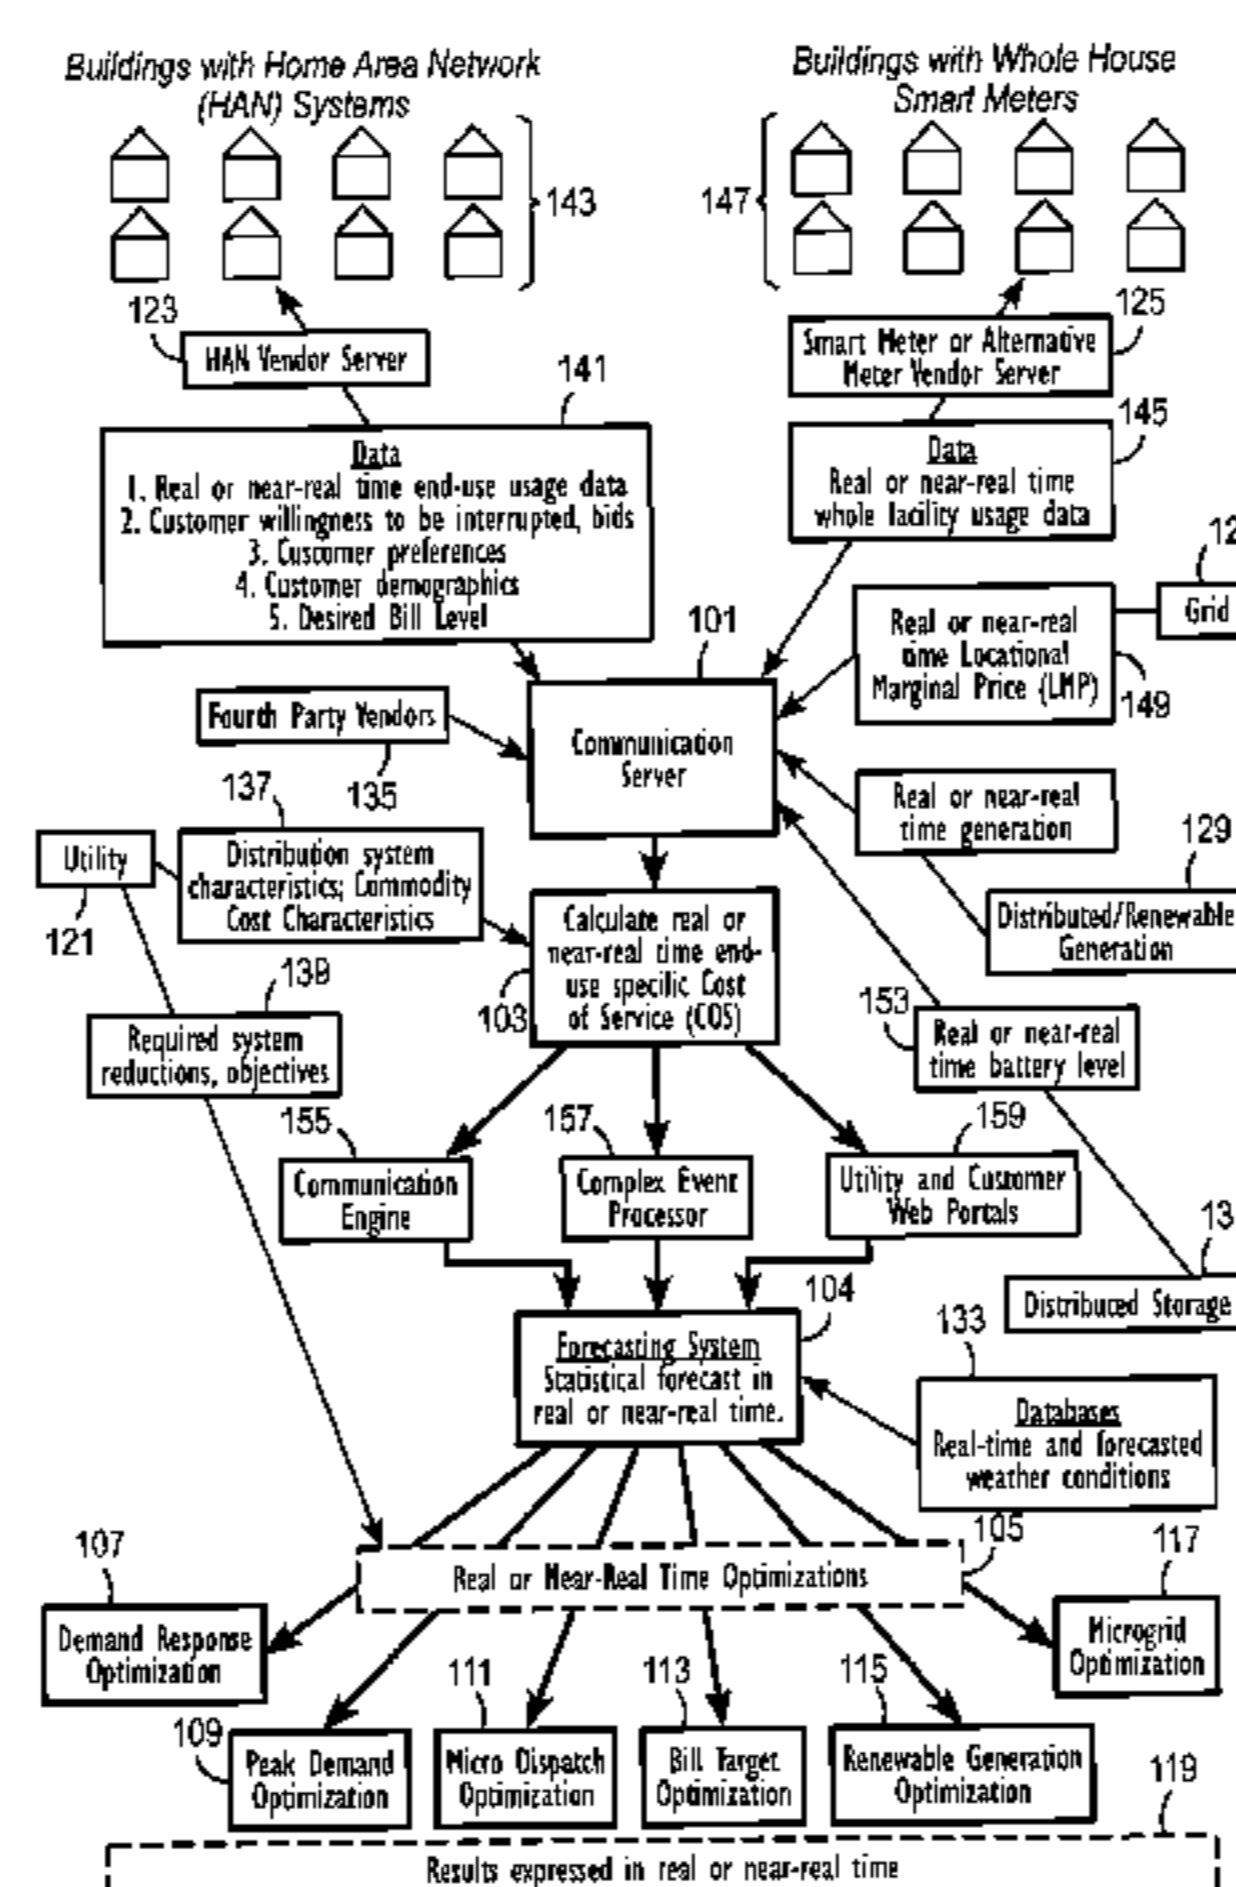 Buildings with Home Area Network
(HAN) Systems
Buildings with Whole House
Smart Meters
143
147
123
HAN Vendor Server
125
Smart Meter or Alternative
Meter Vendor Server
141
Data
1. Real or near-real time end-use usage data
2. Customer willingness to be interrupted, bids
3. Customer preferences
4. Customer demographics
5. Desired Bill Level
145
Data
Real or near-real time
whole facility usage data
Grid
101
Communication
Server
Real or near-real
time Locational
Marginal Price (LMP)
149
Fourth Party Vendors
135
Real or near-real
time generation
137
Utility
121
Distribution system
characteristics; Commodity
Cost Characteristics
129
Distributed/Renewable
Generation
Calculate real or
near-real time end-
use specific Cost
of Service (COS)
103
139
Required system
reductions, objectives
153
Real or near-real
time battery level
155
Communication
Engine
157
Complex Event
Processor
159
Utility and Customer
Web Portals
13
Distributed Storage
104
Forecasting System
Statistical forecast in
real or near-real time.
133
Databases
Real-time and forecasted
weather conditions
105
Real or Near-Real Time Optimizations
107
Demand Response
Optimization
117
Microgrid
Optimization
109
Peak Demand
Optimization
111
Micro Dispatch
Optimization
113
Bill Target
Optimization
115
Renewable Generation
Optimization
119
Results expressed in real or near-real time